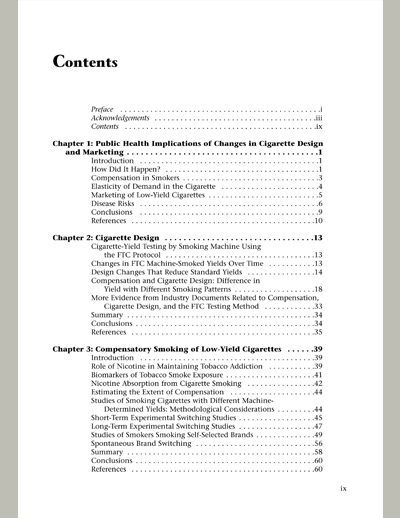 Contents
Preface . . . . . . . . . . . . . . . . . . . . . . . . . . . . . . . . . . . . . . . . . .i
Acknowledgements . . . . . . . . . . . . . . . . . . . . . . . . . . . . . . . . . .iii
Contents . . . . . . . . . . . . . . . . . . . . . . . . . . . . . . . . . . . . . . . .ix
Chapter 1: Public Health Implications of Changes in Cigarette Design
and Marketing . . . . . . . . . . . . . . . . . . . . . . . . . . . . . . . . .1
Introduction . . . . . . . . . . . . . . . . . . . . . . . . . . . . . . . . . . . . .1
How Did It Happen? . . . . . . . . . . . . . . . . . . . . . . . . . . . . . . . .1
Compensation in Smokers . . . . . . . . . . . . . . . . . . . . . . . . . . . .3
Elasticity of Demand in the Cigarette . . . . . . . . . . . . . . . . . . . .4
Marketing of Low-Yield Cigarettes . . . . . . . . . . . . . . . . . . . . . . .5
Disease Risks . . . . . . . . . . . . . . . . . . . . . . . . . . . . . . . . . . . . .6
Conclusions . . . . . . . . . . . . . . . . . . . . . . . . . . . . . . . . . . . . . .9
References . . . . . . . . . . . . . . . . . . . . . . . . . . . . . . . . . . . . . .10
Chapter 2: Cigarette Design . . . . . . . . . . . . . . . . . . . . . . . . . .13
Cigarette-Yield Testing by Smoking Machine Using
the FTC Protocol . . . . . . . . . . . . . . . . . . . . . . . . . . . . . . .13
Changes in FTC Machine-Smoked Yields Over Time . . . . . . . . .13
Design Changes That Reduce Standard Yields . . . . . . . . . . . . .14
Compensation and Cigarette Design: Difference in
Yield with Different Smoking Patterns . . . . . . . . . . . . . . . .18
More Evidence from Industry Documents Related to Compensation,
Cigarette Design, and the FTC Testing Method . . . . . . . . . . .33
Summary . . . . . . . . . . . . . . . . . . . . . . . . . . . . . . . . . . . . . . .34
Conclusions . . . . . . . . . . . . . . . . . . . . . . . . . . . . . . . . . . . . .34
References . . . . . . . . . . . . . . . . . . . . . . . . . . . . . . . . . . . . . .35
Chapter 3: Compensatory Smoking of Low-Yield Cigarettes . . . . . .39
Introduction . . . . . . . . . . . . . . . . . . . . . . . . . . . . . . . . . . . .39
Role of Nicotine in Maintaining Tobacco Addiction . . . . . . . . .39
Biomarkers of Tobacco Smoke Exposure . . . . . . . . . . . . . . . . .41
Nicotine Absorption from Cigarette Smoking . . . . . . . . . . . . .42
Estimating the Extent of Compensation . . . . . . . . . . . . . . . . .44
Studies of Smoking Cigarettes with Different Machine-
Determined Yields: Methodological Considerations . . . . . . . . .44
Short-Term Experimental Switching Studies . . . . . . . . . . . . . .45
Long-Term Experimental Switching Studies . . . . . . . . . . . . . .47
Studies of Smokers Smoking Self-Selected Brands . . . . . . . . . . .49
Spontaneous Brand Switching . . . . . . . . . . . . . . . . . . . . . . . .56
Summary . . . . . . . . . . . . . . . . . . . . . . . . . . . . . . . . . . . . . . .58
Conclusions . . . . . . . . . . . . . . . . . . . . . . . . . . . . . . . . . . . . .60
References . . . . . . . . . . . . . . . . . . . . . . . . . . . . . . . . . . . . . .60
ix